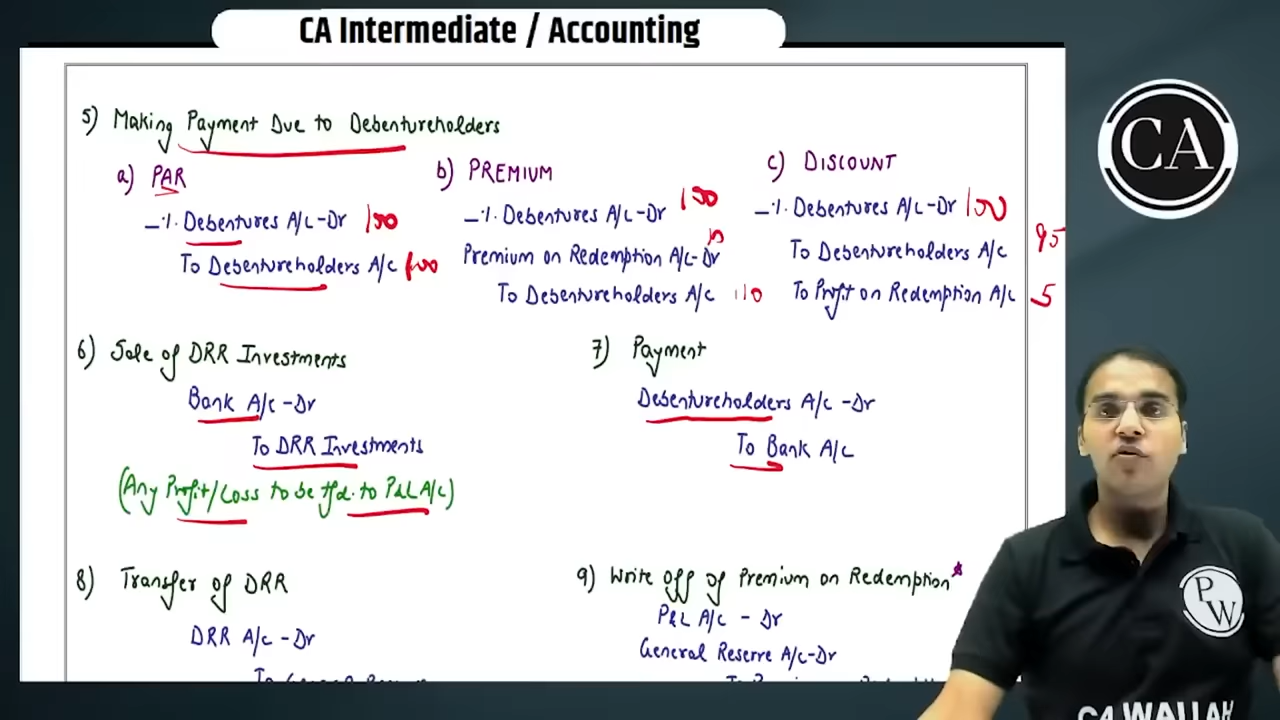 CA Intermediate / Accounting
CA
5) Making Payment Due to Debentureholders
a) PAR
-%. Debentures A/c-Dr 100
To Debentureholders A/c 100
b) PREMIUM
-%. Debentures A/c-Dr 100
Premium on Redemption A/c-Dr 10
To Debentureholders A/c 110
c) DISCOUNT
-%. Debentures A/c-Dr 100
To Debentureholders A/c 95
To Profit on Redemption A/c 5
6) Sale of DRR Investments
Bank A/c-Dr
To DRR Investments
(Any Profit/Loss to be tfd. to P&L A/c)
7) Payment
Debentureholders A/c-Dr
To Bank A/c
8) Transfer of DRR
DRR A/c-Dr
9) Write off of Premium on Redemption*
P&L A/c - Dr
General Reserve A/c-Dr
PW
CA WALLAH